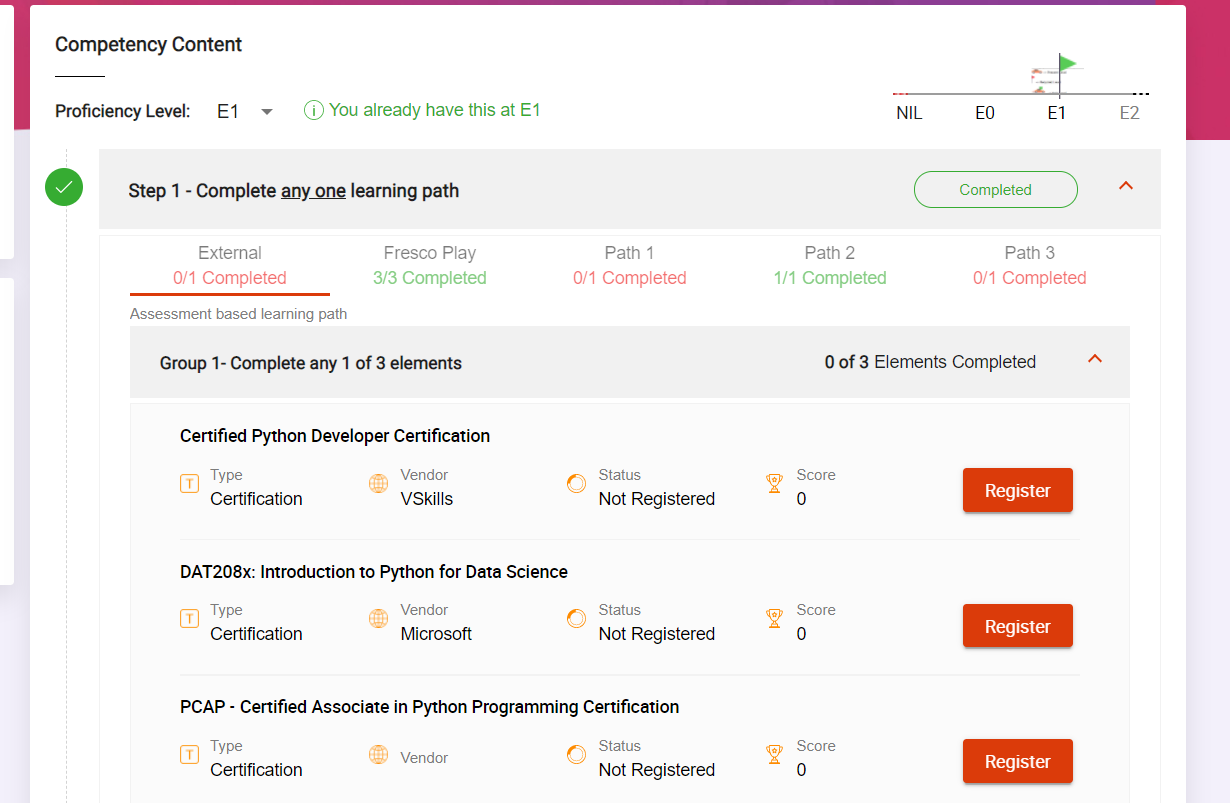 Competency Content
Proficiency Level: E1 You already have this at E1
NIL E0 E1 E2
Step 1 - Complete any one learning path Completed
External Fresco Play Path 1 Path 2 Path 3
0/1 Completed 3/3 Completed 0/1 Completed 1/1 Completed 0/1 Completed
Assessment based learning path
Group 1- Complete any 1 of 3 elements 0 of 3 Elements Completed
Certified Python Developer Certification
T Type Vendor Status Score
Certification VSkills Not Registered 0 Register
DAT208x: Introduction to Python for Data Science
T Type Vendor Status Score
Certification Microsoft Not Registered 0 Register
PCAP - Certified Associate in Python Programming Certification
T Type Vendor Status Score
Certification Not Registered 0 Register